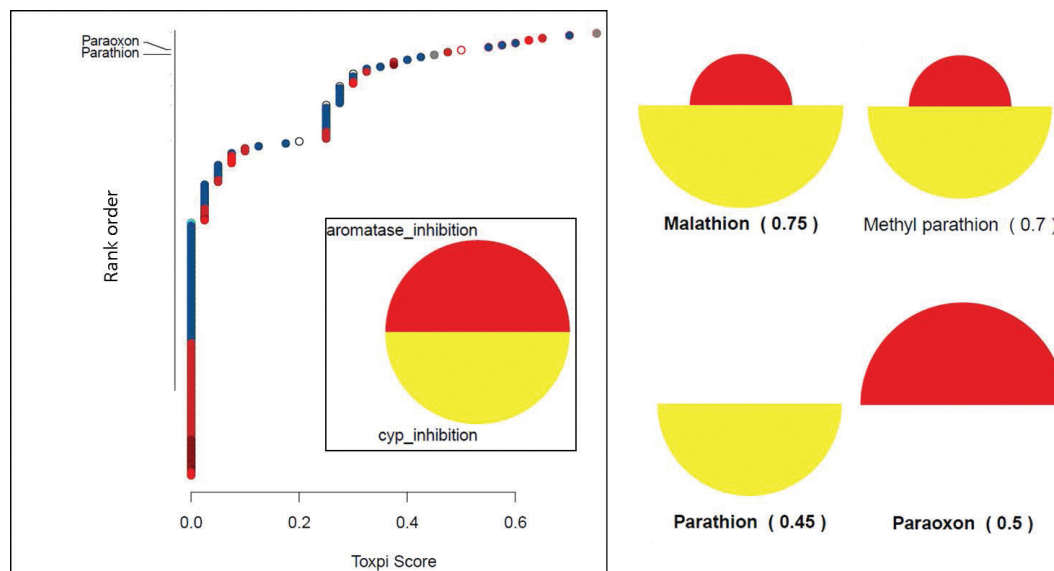 Paraoxon
Parathion
Rank order
aromatase_inhibition
cyp_inhibition
0.0
0.2
0.4
0.6
Toxpi Score
Malathion ( 0.75 )
Methyl parathion ( 0.7 )
Parathion ( 0.45 )
Paraoxon ( 0.5 )